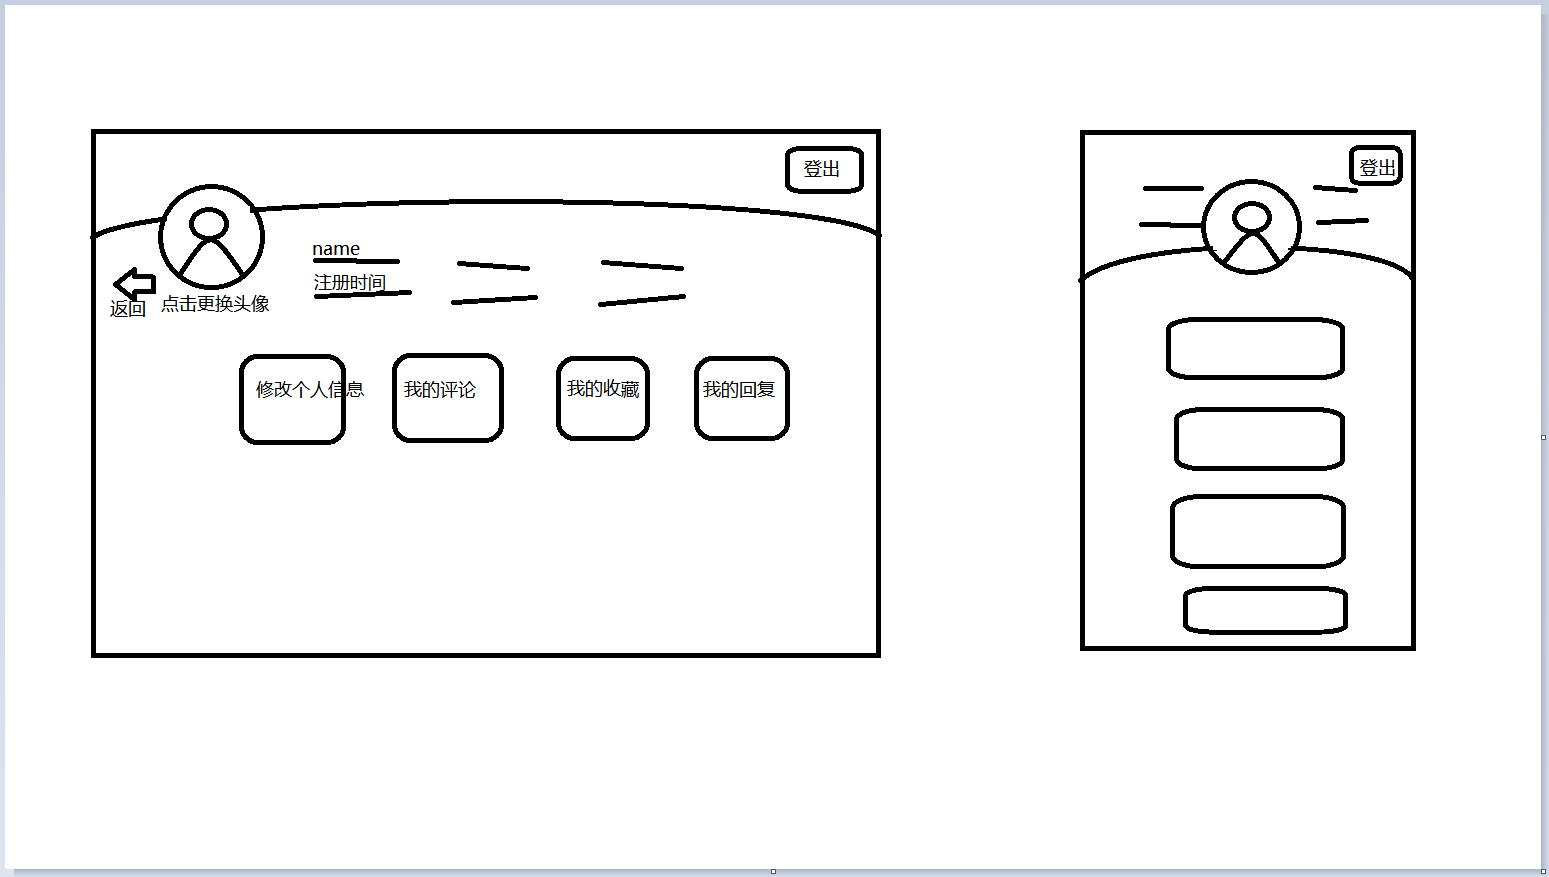 登出
name
注册时间
返回
点击更换头像
修改个人信息
我的评论
我的收藏
我的回复
登出